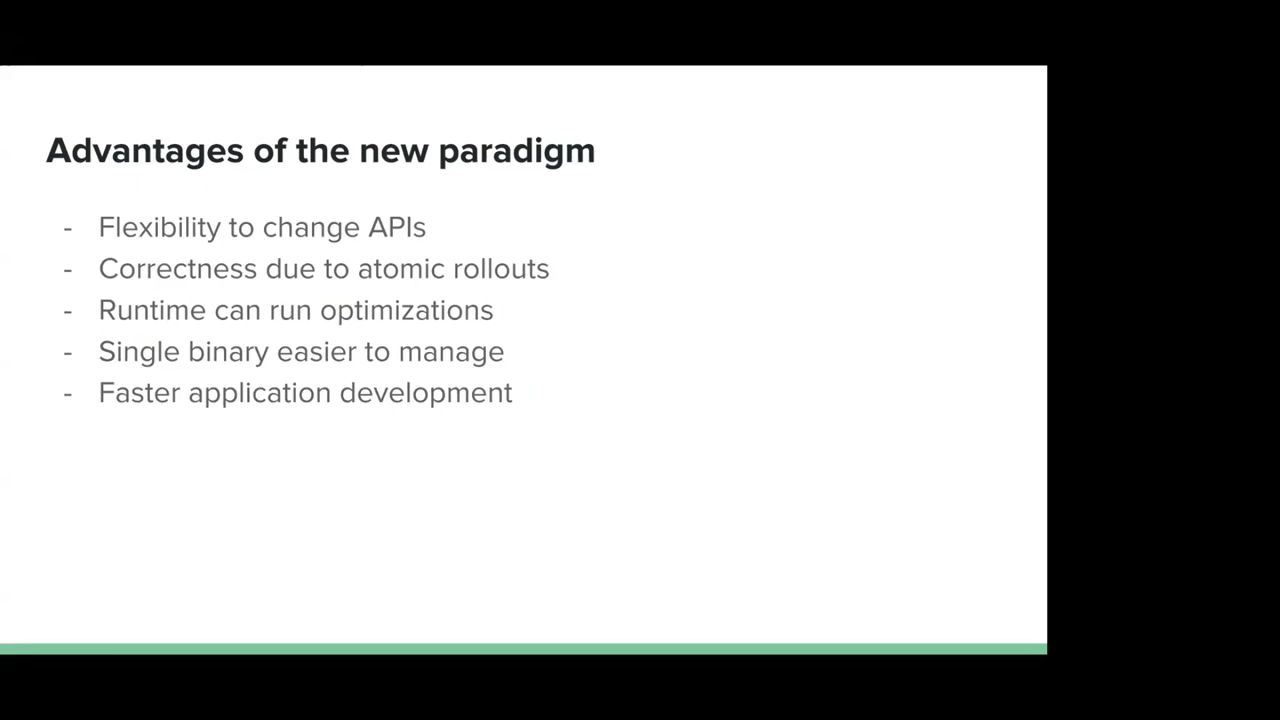 Advantages of the new paradigm
- Flexibility to change APIs
- Correctness due to atomic rollouts
- Runtime can run optimizations
- Single binary easier to manage
- Faster application development